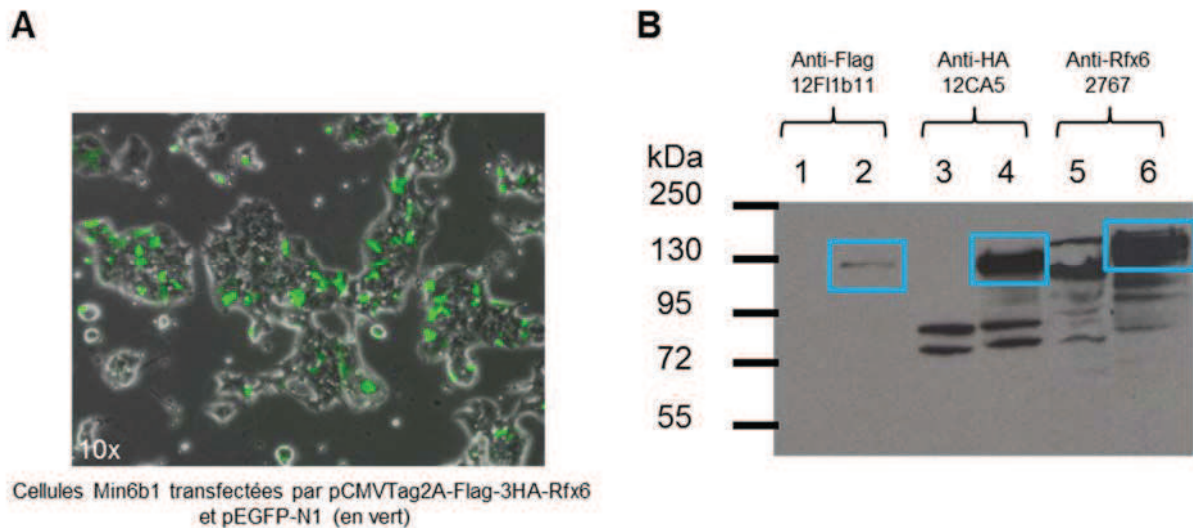 A
10x
Cellules Min6b1 transfectées par pCMVTag2A-Flag-3HA-Rfx6
et pEGFP-N1 (en vert)
B
Anti-Flag Anti-HA Anti-Rfx6
12Fl1b11 12CA5 2767
kDa 1 2 3 4 5 6
250
130
95
72
55